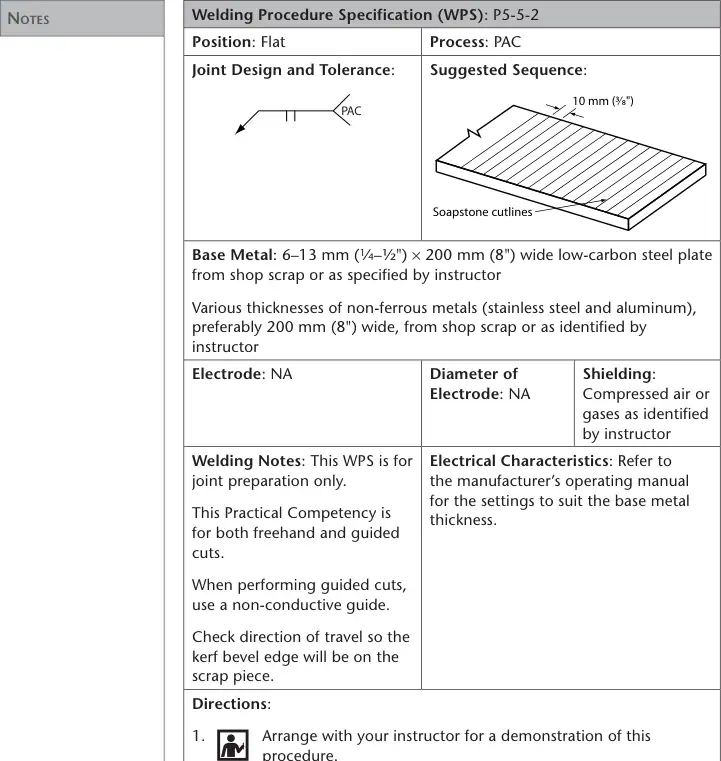 NOTES
Welding Procedure Specification (WPS): P5-5-2
Position: Flat
Process: PAC
Joint Design and Tolerance:
PAC
Suggested Sequence:
10 mm (⅜")
Soapstone cutlines
Base Metal: 6–13 mm (¼–½") × 200 mm (8") wide low-carbon steel plate
from shop scrap or as specified by instructor
Various thicknesses of non-ferrous metals (stainless steel and aluminum),
preferably 200 mm (8") wide, from shop scrap or as identified by
instructor
Electrode: NA
Diameter of
Electrode: NA
Shielding:
Compressed air or
gases as identified
by instructor
Welding Notes: This WPS is for
joint preparation only.
This Practical Competency is
for both freehand and guided
cuts.
When performing guided cuts,
use a non-conductive guide.
Check direction of travel so the
kerf bevel edge will be on the
scrap piece.
Electrical Characteristics: Refer to
the manufacturer’s operating manual
for the settings to suit the base metal
thickness.
Directions:
1. Arrange with your instructor for a demonstration of this
procedure.